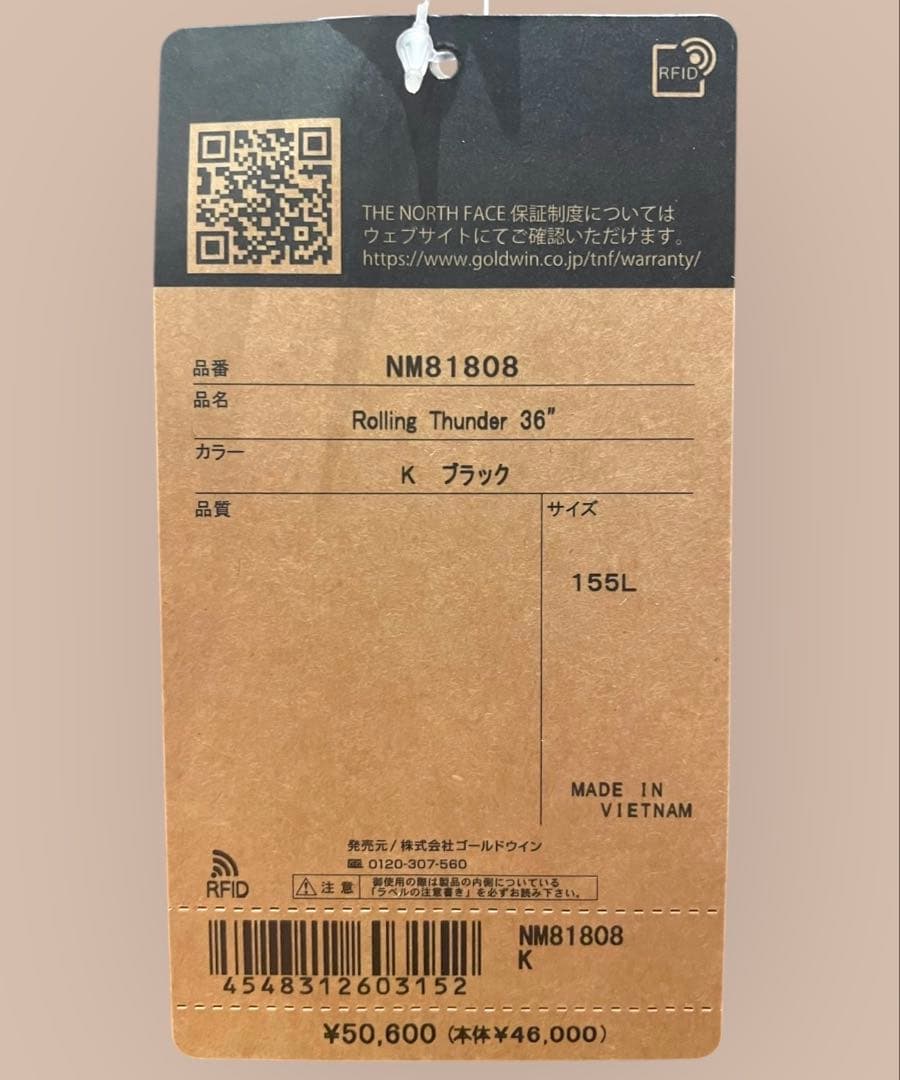 RFID
THE NORTH FACE 保証制度については
ウェブサイトにてご確認いただけます。
https://www.goldwin.co.jp/tnf/warranty/
品番 NM81808
品名
Rolling Thunder 36"
カラー
K ブラック
品質 サイズ
155L
MADE IN
VIETNAM
発売元/株式会社ゴールドウイン
0120-307-560
RFID
注意 御使用の際は製品の内側についている
「ラベルの注意書き」を必ずお読み下さい。
4548312603152
NM81808
K
¥50,600 (本体¥46,000)